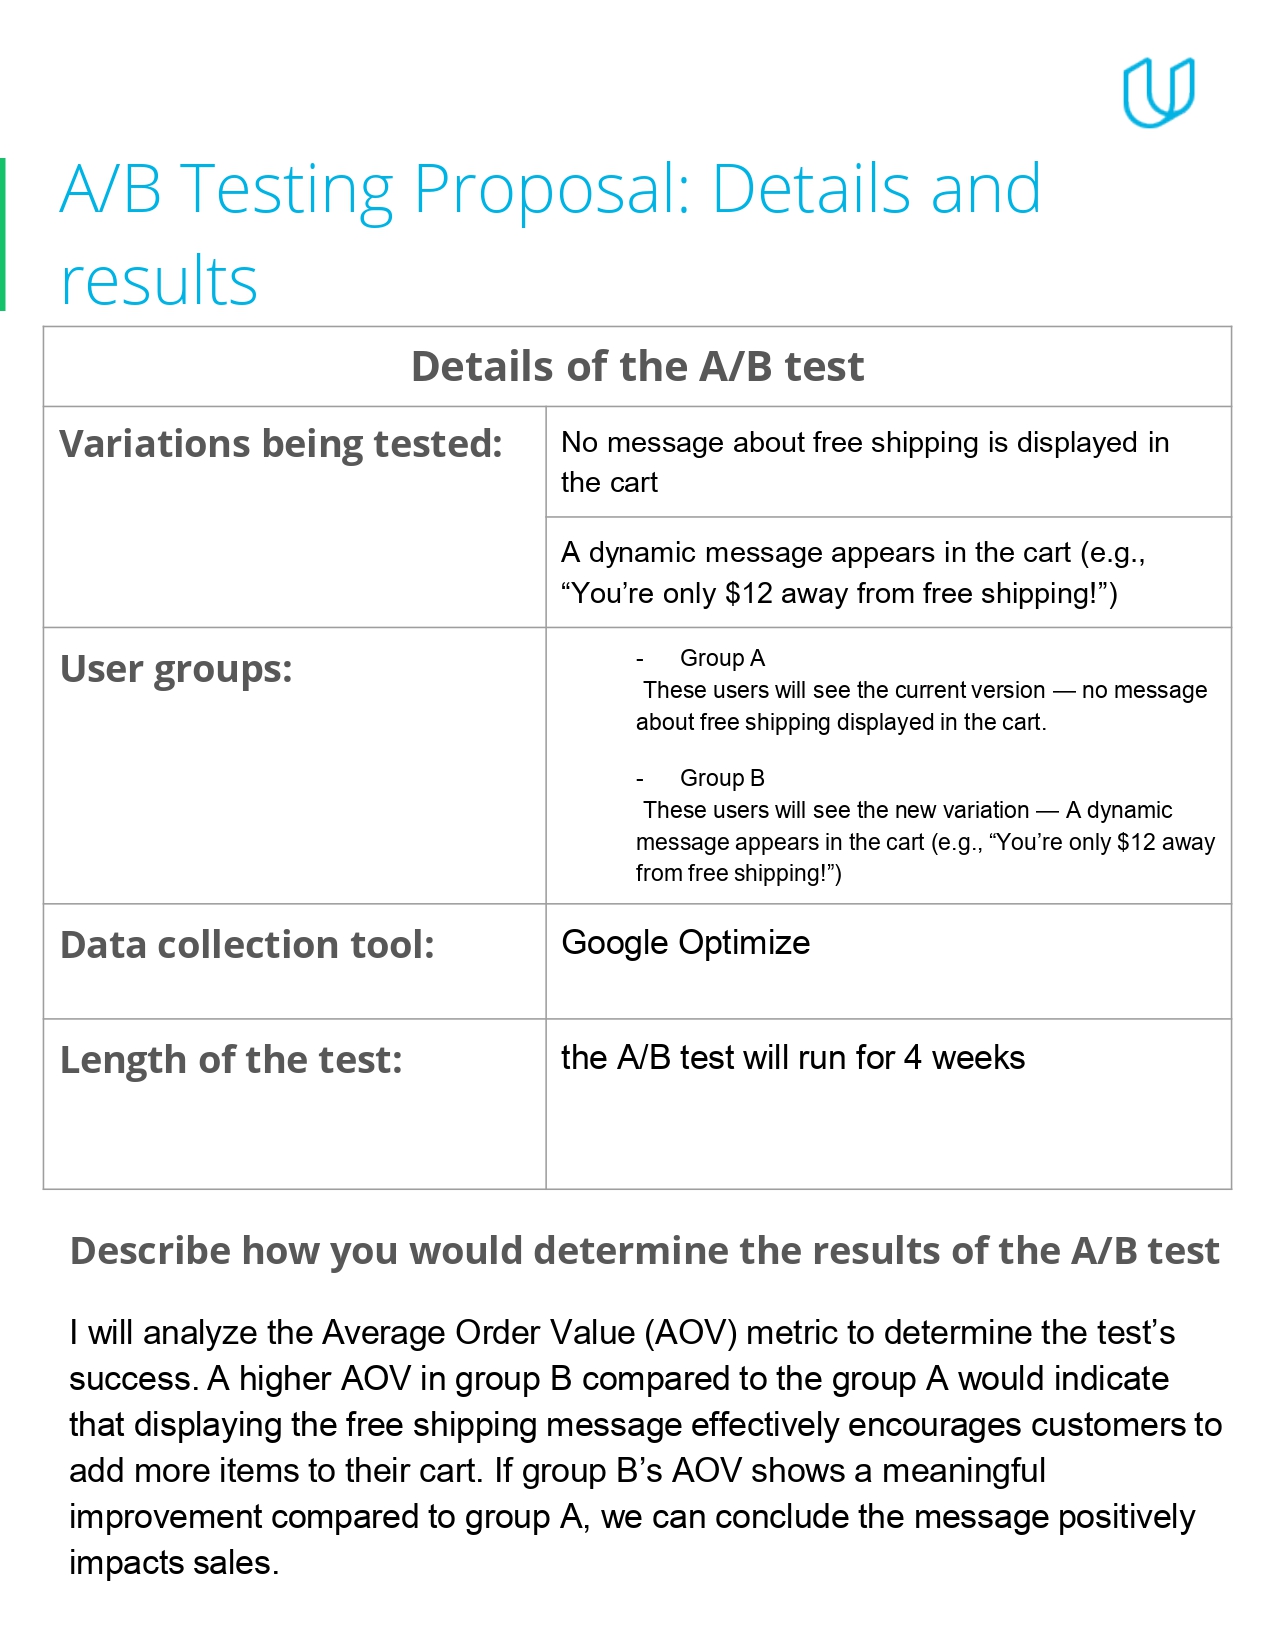 A/B Testing Proposal: Details and
results
Details of the A/B test
Variations being tested:
No message about free shipping is displayed in
the cart
A dynamic message appears in the cart (e.g.,
“You’re only $12 away from free shipping!”)
User groups:
- Group A
These users will see the current version — no message
about free shipping displayed in the cart.
- Group B
These users will see the new variation — A dynamic
message appears in the cart (e.g., “You’re only $12 away
from free shipping!”)
Data collection tool:
Google Optimize
Length of the test:
the A/B test will run for 4 weeks
Describe how you would determine the results of the A/B test
I will analyze the Average Order Value (AOV) metric to determine the test’s
success. A higher AOV in group B compared to the group A would indicate
that displaying the free shipping message effectively encourages customers to
add more items to their cart. If group B’s AOV shows a meaningful
improvement compared to group A, we can conclude the message positively
impacts sales.